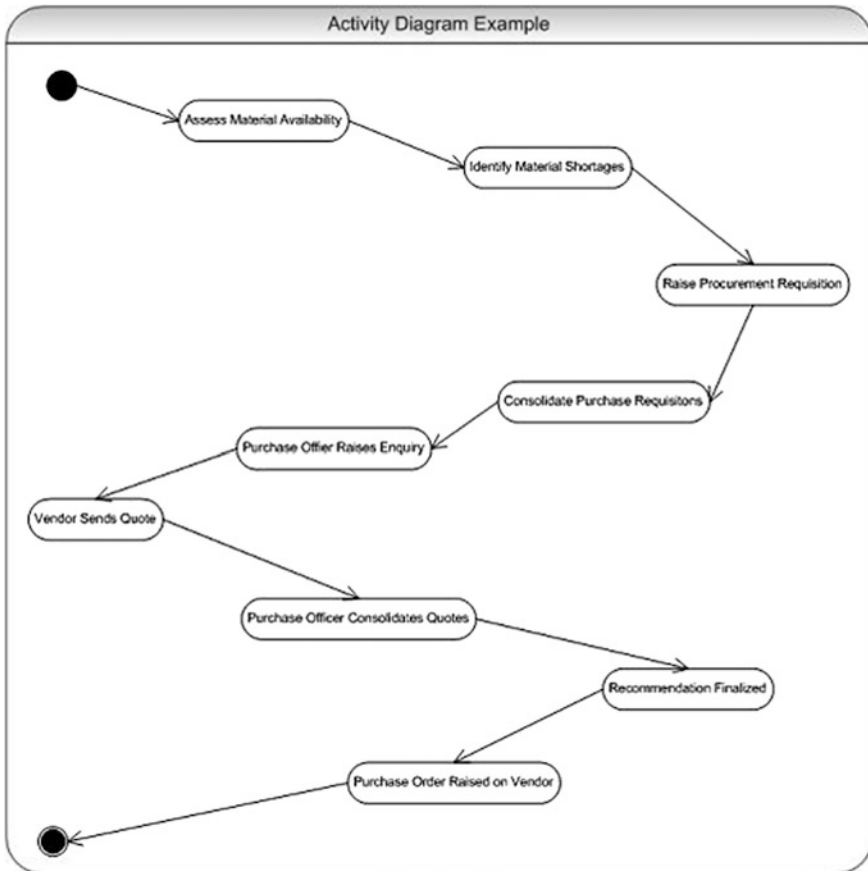 Activity Diagram Example
Assess Material Availability
Identify Material Shortages
Raise Procurement Requisition
Consolidate Purchase Requisitons
Purchase Offier Raises Enquiry
Vendor Sends Quote
Purchase Officer Consolidates Quotes
Recommendation Finalized
Purchase Order Raised on Vendor